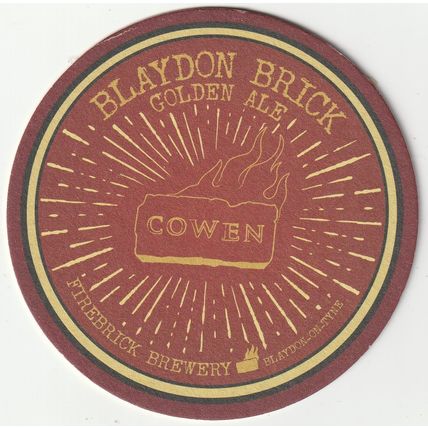 BLAYDON BRICK
GOLDEN ALE
COWEN
FIREBRICK BREWERY
BLAYDON-ON-TYNE